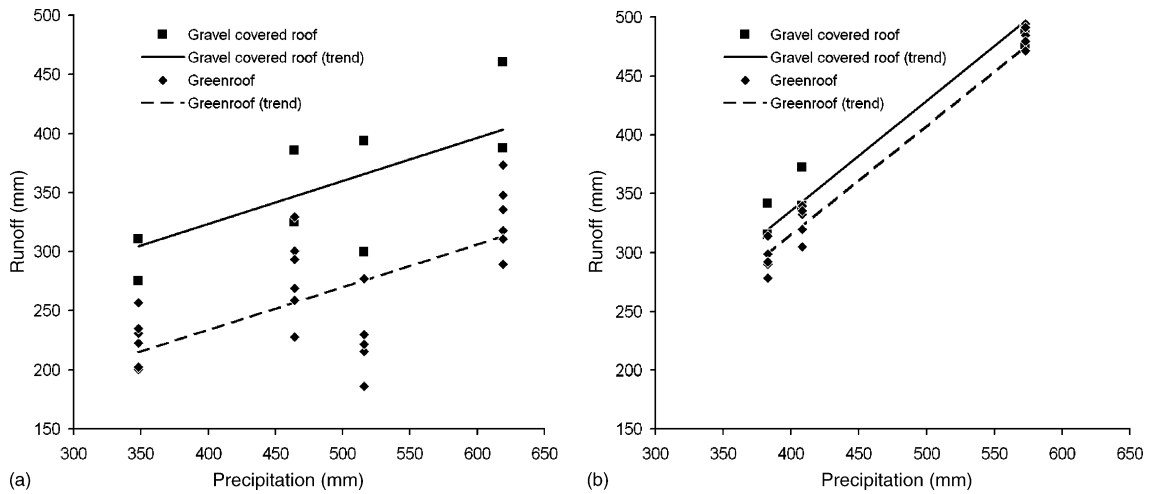 500
450
400
350
300
250
200
150
Runoff (mm)
Gravel covered roof
Gravel covered roof (trend)
Greenroof
Greenroof (trend)
300 350 400 450 500 550 600 650
(a) Precipitation (mm)
500
450
400
350
300
250
200
150
Runoff (mm)
Gravel covered roof
Gravel covered roof (trend)
Greenroof
Greenroof (trend)
300 350 400 450 500 550 600 650
(b) Precipitation (mm)